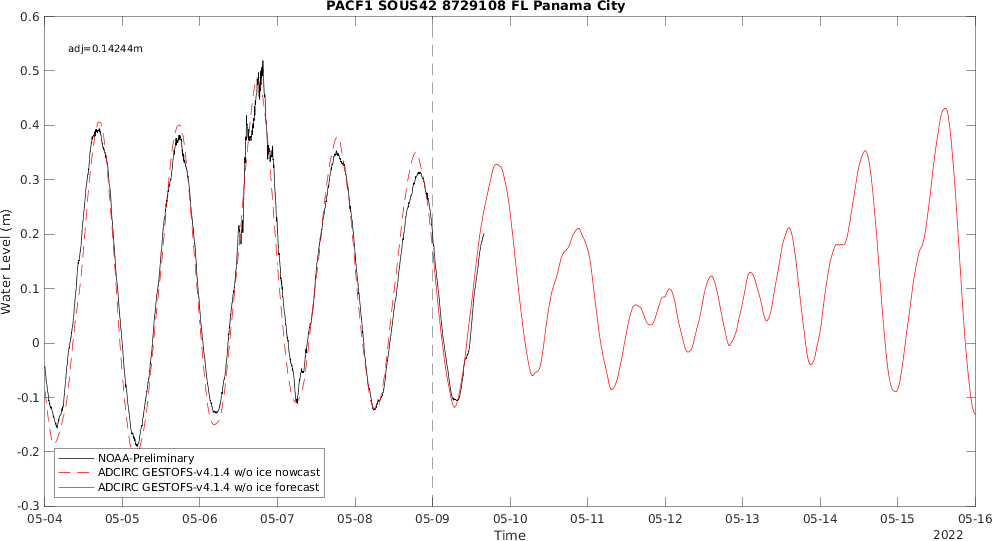 PACF1 SOUS42 8729108 FL Panama City
adj=0.14244m
Water Level (m)
0.6
0.5
0.4
0.3
0.2
0.1
0
-0.1
-0.2
-0.3
NOAA-Preliminary
ADCIRC GESTOFS-v4.1.4 w/o ice nowcast
ADCIRC GESTOFS-v4.1.4 w/o ice forecast
05-04 05-05 05-06 05-07 05-08 05-09 05-10 05-11 05-12 05-13 05-14 05-15 05-16
Time
2022